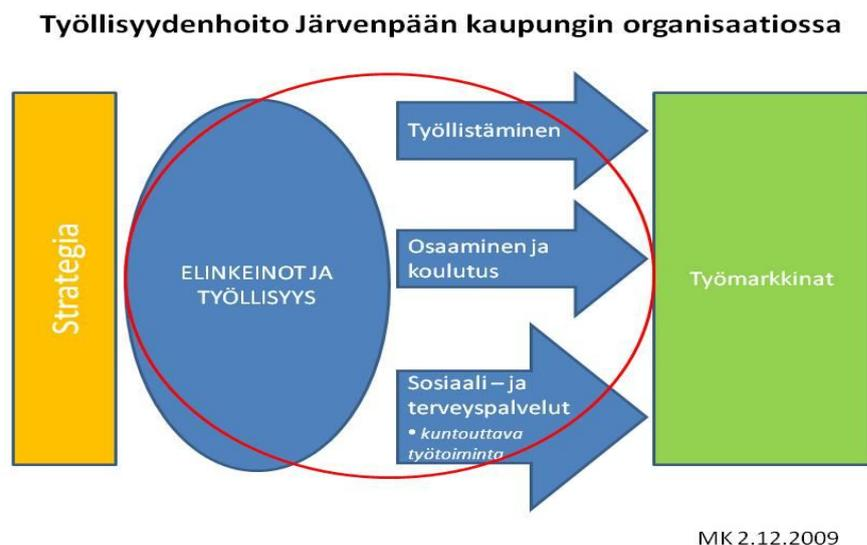 Työllisyydenhoito Järvenpään kaupungin organisaatiossa
Strategia
ELINKEINOT JA
TYÖLLISYYS
Työllistäminen
Osaaminen ja
koulutus
Sosiaali – ja
terveyspalvelut
• kuntouttava
työtoiminta
Työmarkkinat
MK 2.12.2009